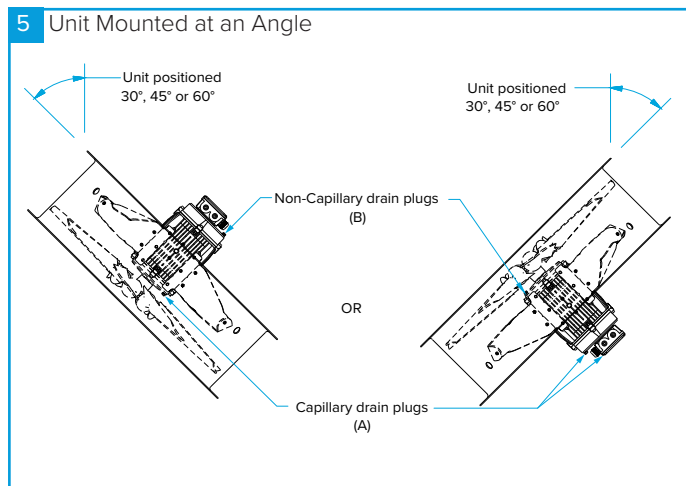 5 Unit Mounted at an Angle
Unit positioned
30°, 45° or 60°
Unit positioned
30°, 45° or 60°
Non-Capillary drain plugs
(B)
OR
Capillary drain plugs
(A)